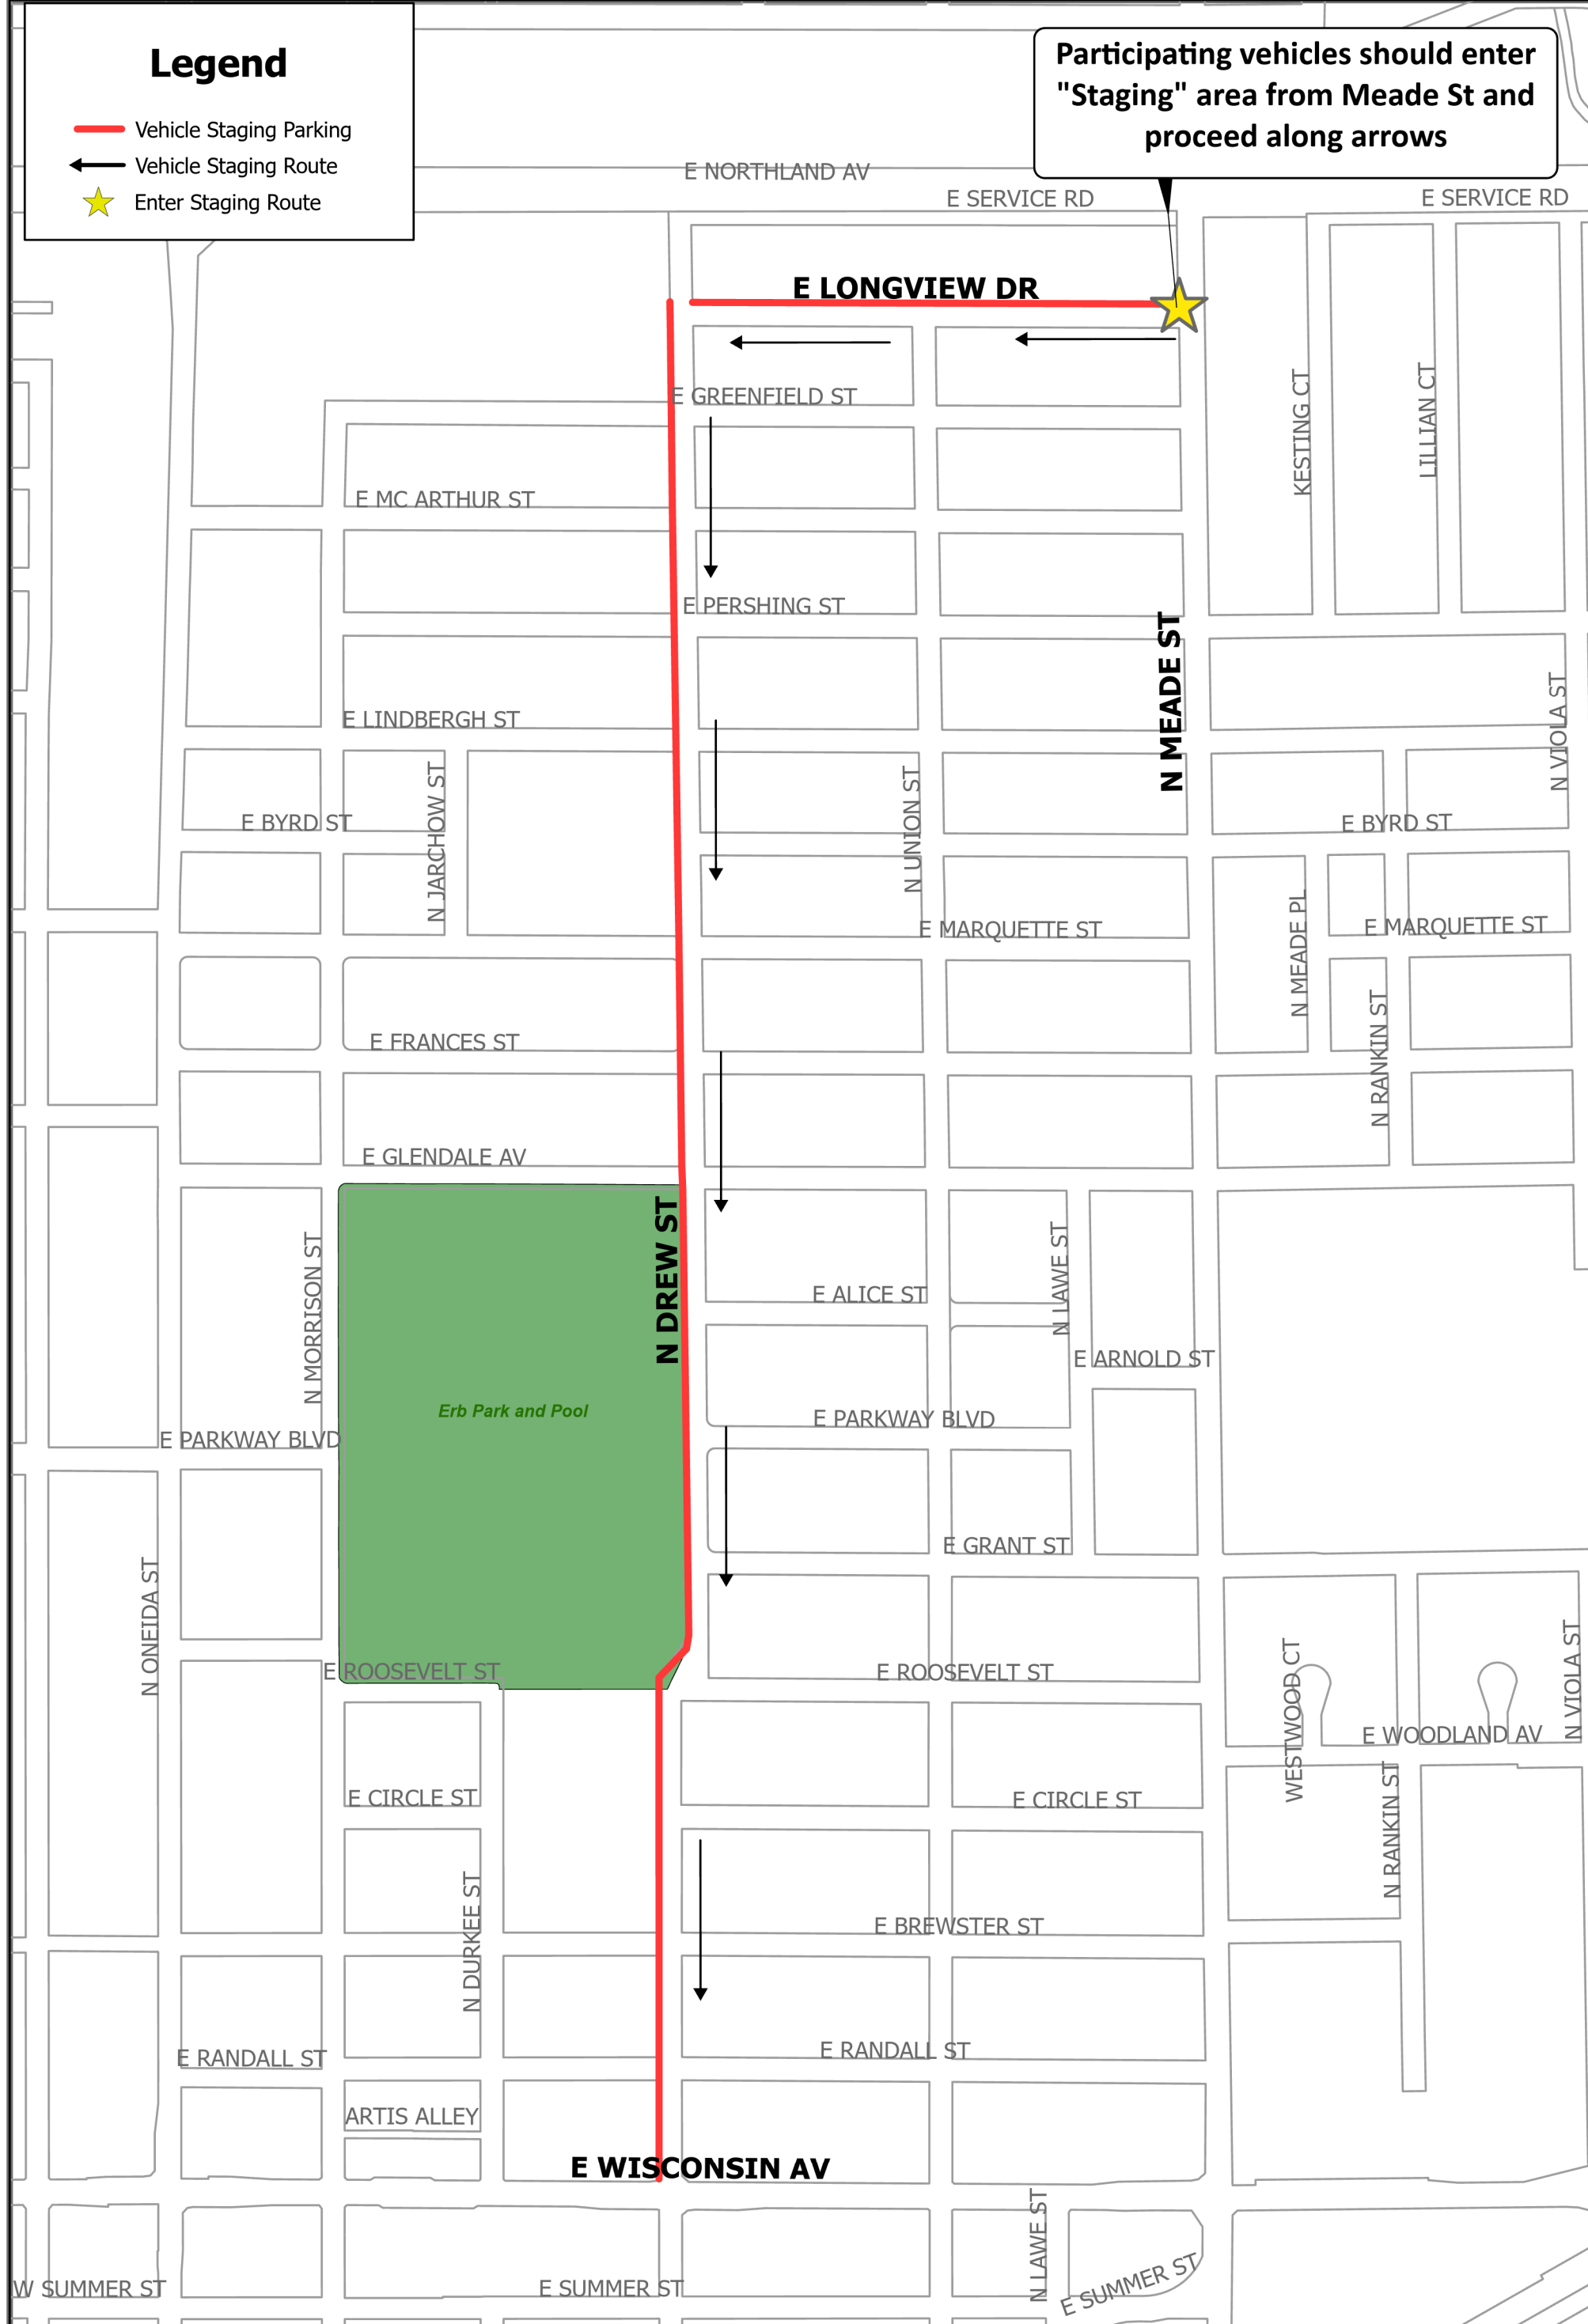 Legend
Vehicle Staging Parking
Vehicle Staging Route
Enter Staging Route
Participating vehicles should enter
"Staging" area from Meade St and
proceed along arrows
E NORTHLAND AV
E SERVICE RD
E SERVICE RD
E LONGVIEW DR
E GREENFIELD ST
KESTING CT
LILLIAN CT
E MC ARTHUR ST
E PERSHING ST
N MEADE ST
E LINDBERGH ST
N VIOLA ST
N JARCHOW ST
N UNION ST
E BYRD ST
E BYRD ST
E MARQUETTE ST
E MARQUETTE ST
N MEADE PL
E FRANCES ST
N RANKIN ST
E GLENDALE AV
N DREW ST
N MORRISON ST
N LAWE ST
E ALICE ST
E ARNOLD ST
Erb Park and Pool
E PARKWAY BLVD
E PARKWAY BLVD
E GRANT ST
N ONEIDA ST
E ROOSEVELT ST
E ROOSEVELT ST
WESTWOOD CT
N VIOLA ST
E WOODLAND AV
E CIRCLE ST
E CIRCLE ST
N RANKIN ST
N DURKEE ST
E BREWSTER ST
E RANDALL ST
E RANDALL ST
ARTIS ALLEY
E WISCONSIN AV
N LAWE ST
W SUMMER ST
E SUMMER ST
E SUMMER ST